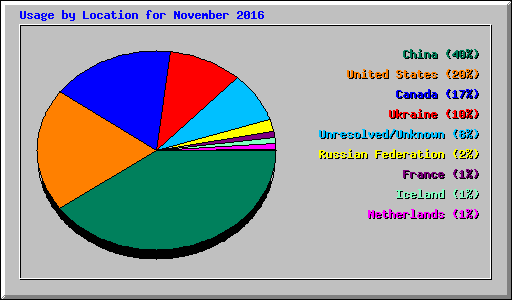 Usage by Location for November 2016
China (40%)
United States (20%)
Canada (17%)
Ukraine (10%)
Unresolved/Unknown (8%)
Russian Federation (2%)
France (1%)
Iceland (1%)
Netherlands (1%)